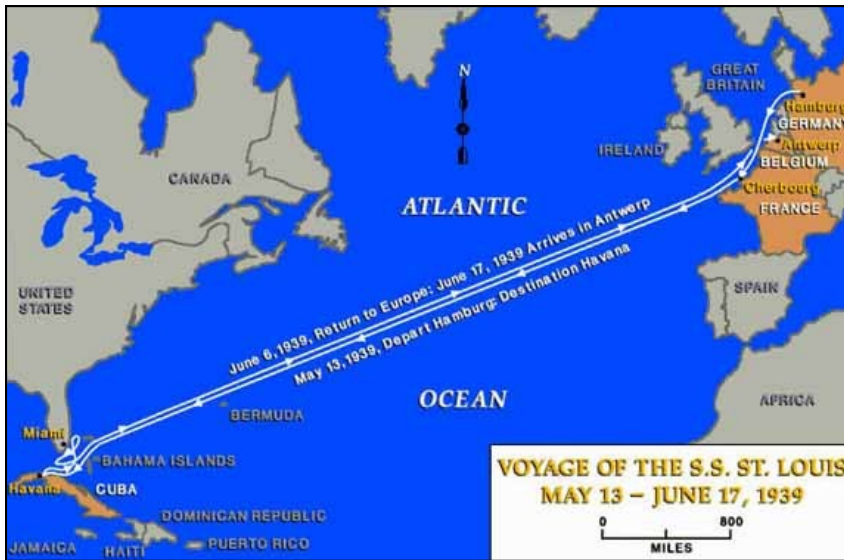 N
GREAT
BRITAIN
Hamburg
GERMANY
IRELAND
Antwerp
BELGIUM
Cherbourg
FRANCE
CANADA
ATLANTIC
UNITED
STATES
SPAIN
June 6, 1939, Return to Europe: June 17, 1939 Arrives in Antwerp
May 13, 1939, Depart Hamburg: Destination Havana
OCEAN
AFRICA
BERMUDA
Miami
BAHAMA ISLANDS
Havana
CUBA
DOMINICAN REPUBLIC
JAMAICA
HAITI
PUERTO RICO
VOYAGE OF THE S.S. ST. LOUIS
MAY 13 – JUNE 17, 1939
0 800
MILES